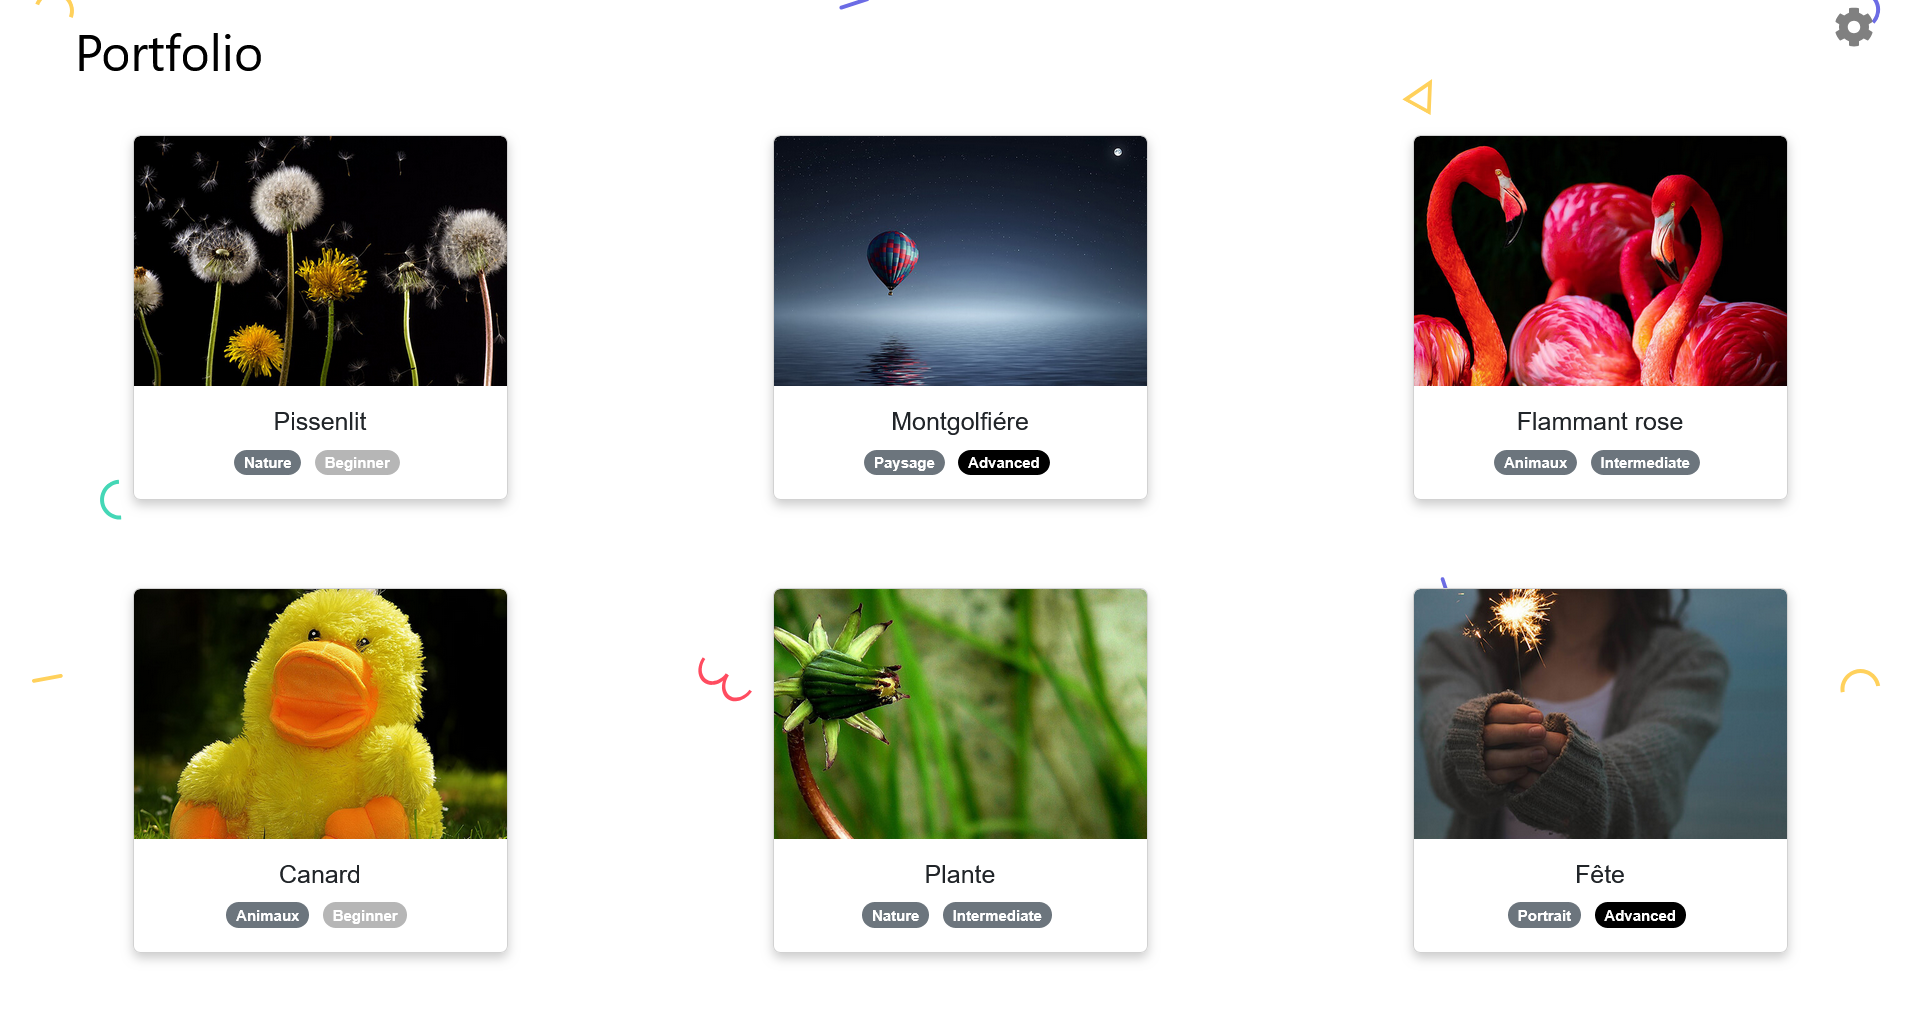 Portfolio
Pissenlit
Nature Beginner
Montgolfiére
Paysage Advanced
Flammant rose
Animaux Intermediate
Canard
Animaux Beginner
Plante
Nature Intermediate
Fête
Portrait Advanced